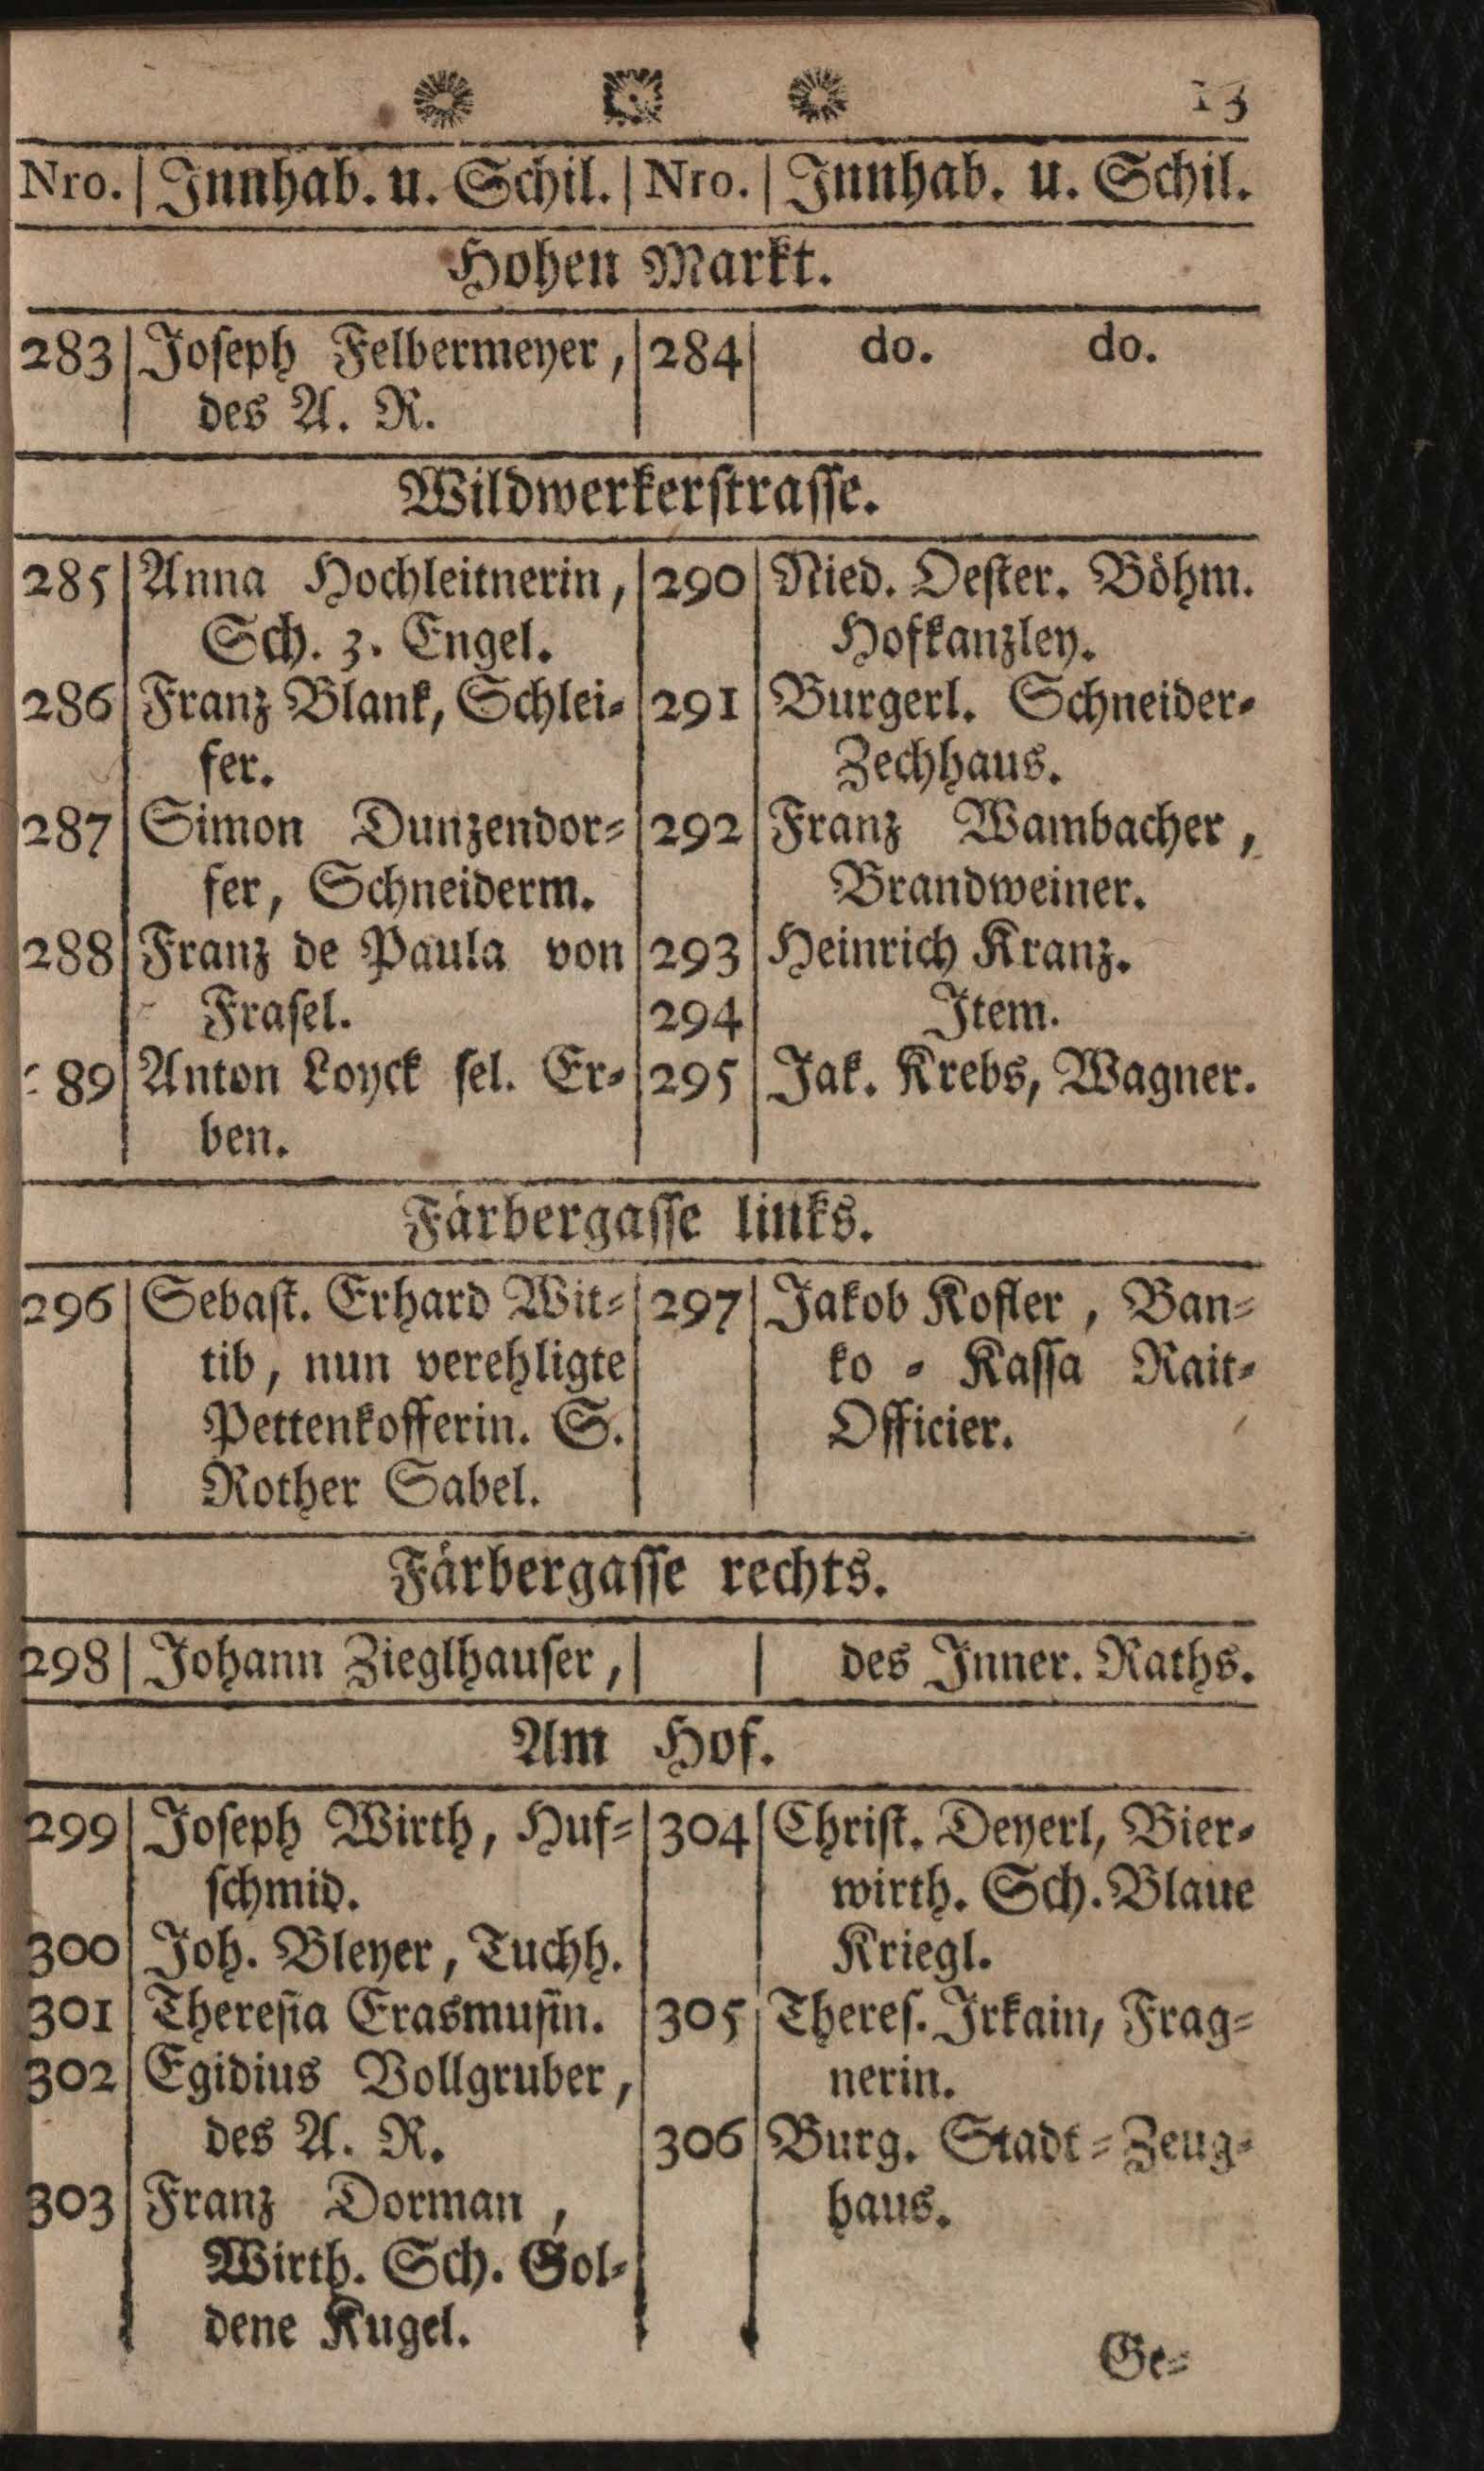 13
Nro. | Innhab. u. Schil. | Nro. | Innhab. u. Schil.
Hohen Markt.
283 Joseph Felbermeyer,
des A. R.
284 do. do.
Wildwerkerstrasse.
285 Anna Hochleitnerin,
Sch. z. Engel.
286 Franz Blank, Schlei-
fer.
287 Simon Dunzendor-
fer, Schneiderm.
288 Franz de Paula von
Frasel.
89 Anton Loyck sel. Er-
ben.
290 Nied. Oester. Böhm.
Hofkanzley.
291 Burgerl. Schneider-
Zechhaus.
292 Franz Wambacher,
Brandweiner.
293 Heinrich Kranz.
294 Item.
295 Jak. Krebs, Wagner.
Färbergasse links.
296 Sebast. Erhard Wit-
tib, nun verehligte
Pettenkofferin. S.
Rother Sabel.
297 Jakob Kofler, Ban-
ko - Kassa Rait-
Officier.
Färbergasse rechts.
298 Johann Zieglhauser, des Inner. Raths.
Am Hof.
299 Joseph Wirth, Huf-
schmid.
300 Joh. Bleyer, Tuchh.
301 Theresia Erasmusin.
302 Egidius Vollgruber,
des A. R.
303 Franz Dorman,
Wirth. Sch. Gol-
dene Kugel.
304 Christ. Deyerl, Bier-
wirth. Sch. Blaue
Kriegl.
305 Theres. Irkain, Frag-
nerin.
306 Burg. Stadt-Zeug-
haus.
Ge-